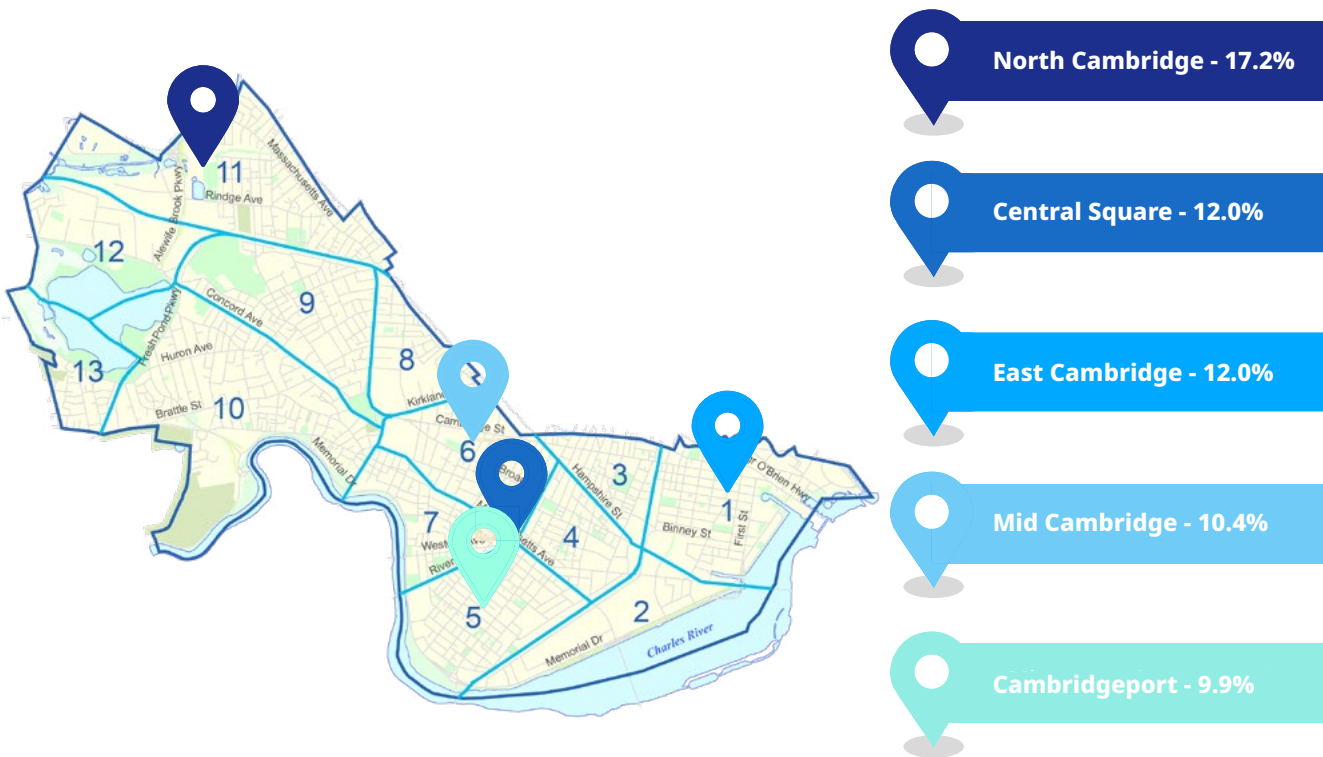 North Cambridge - 17.2%
Central Square - 12.0%
East Cambridge - 12.0%
Mid Cambridge - 10.4%
Cambridgeport - 9.9%
11
Massachusetts Ave
Rindge Ave
Alewife Brook Pkwy
12
9
Concord Ave
Fresh Pond Pkwy
Huron Ave
13
8
10
Brattle St
Memorial Dr
6
3
Hampshire St
O'Brien Hwy
1
Binney St
First St
7
4
Ave
5
2
Memorial Dr
Charles River